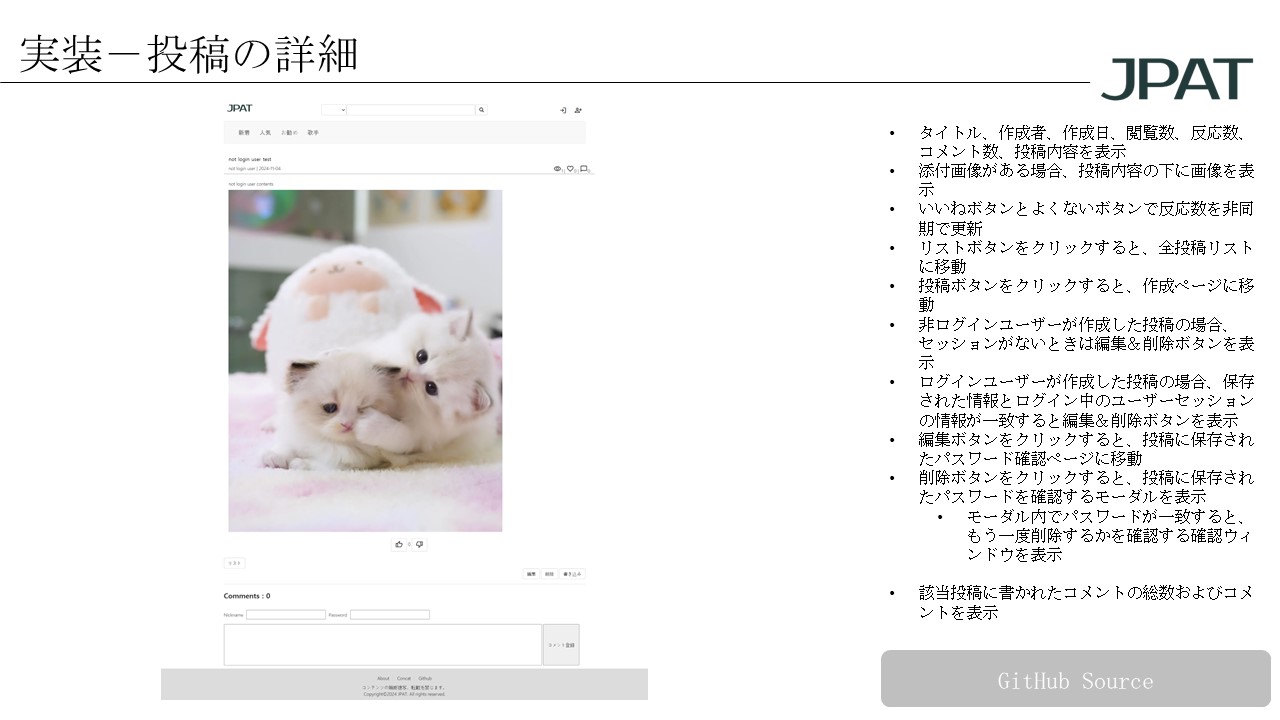 実装－投稿の詳細
JPAT
JPAT
新着 人気 お勧め 歌手
not login user test
not login user | 2024-11-04
not login user contents
リスト
編集 削除 書き込み
Comments : 0
Nickname Password
コメント登録
About Contact Github
コンテンツの無断複写、転載を禁じます。
Copyright©2024 JPAT. All rights reserved.
• タイトル、作成者、作成日、閲覧数、反応数、
コメント数、投稿内容を表示
• 添付画像がある場合、投稿内容の下に画像を表
示
• いいねボタンとよくないボタンで反応数を非同
期で更新
• リストボタンをクリックすると、全投稿リスト
に移動
• 投稿ボタンをクリックすると、作成ページに移
動
• 非ログインユーザーが作成した投稿の場合、
セッションがないときは編集＆削除ボタンを表
示
• ログインユーザーが作成した投稿の場合、保存
された情報とログイン中のユーザーセッション
の情報が一致すると編集＆削除ボタンを表示
• 編集ボタンをクリックすると、投稿に保存され
たパスワード確認ページに移動
• 削除ボタンをクリックすると、投稿に保存され
たパスワードを確認するモーダルを表示
• モーダル内でパスワードが一致すると、
もう一度削除するかを確認する確認ウィ
ンドウを表示
• 該当投稿に書かれたコメントの総数およびコメ
ントを表示
GitHub Source